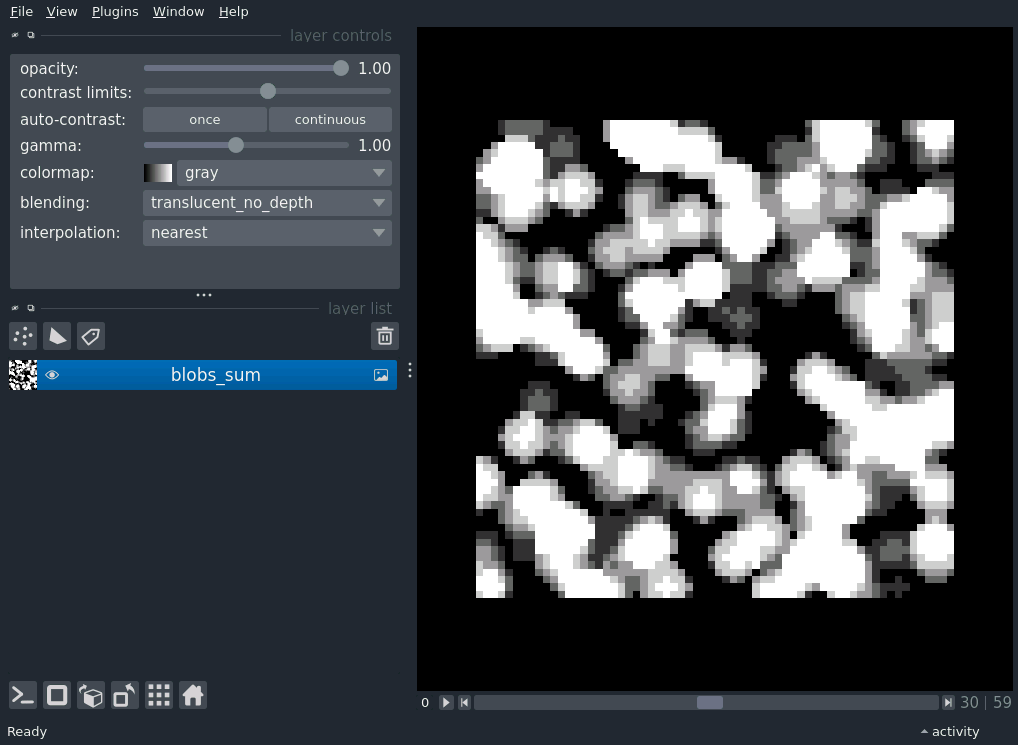 File View Plugins Window Help
layer controls
opacity: 1.00
contrast limits:
auto-contrast: once continuous
gamma: 1.00
colormap: gray
blending: translucent_no_depth
interpolation: nearest
layer list
blobs_sum
0 30 | 59
Ready activity